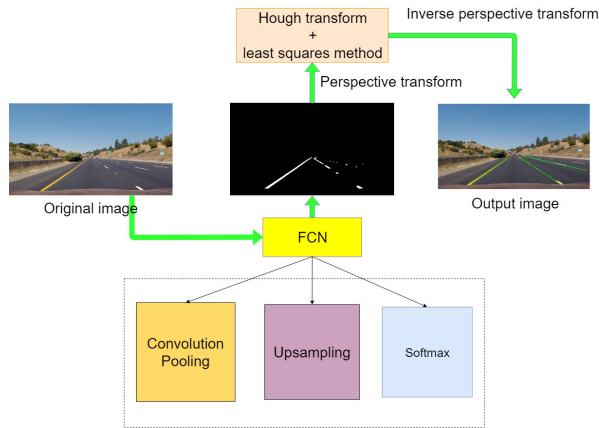 Hough transform
+
least squares method
Inverse perspective transform
Perspective transform
Original image
Output image
FCN
Convolution
Pooling
Upsampling
Softmax